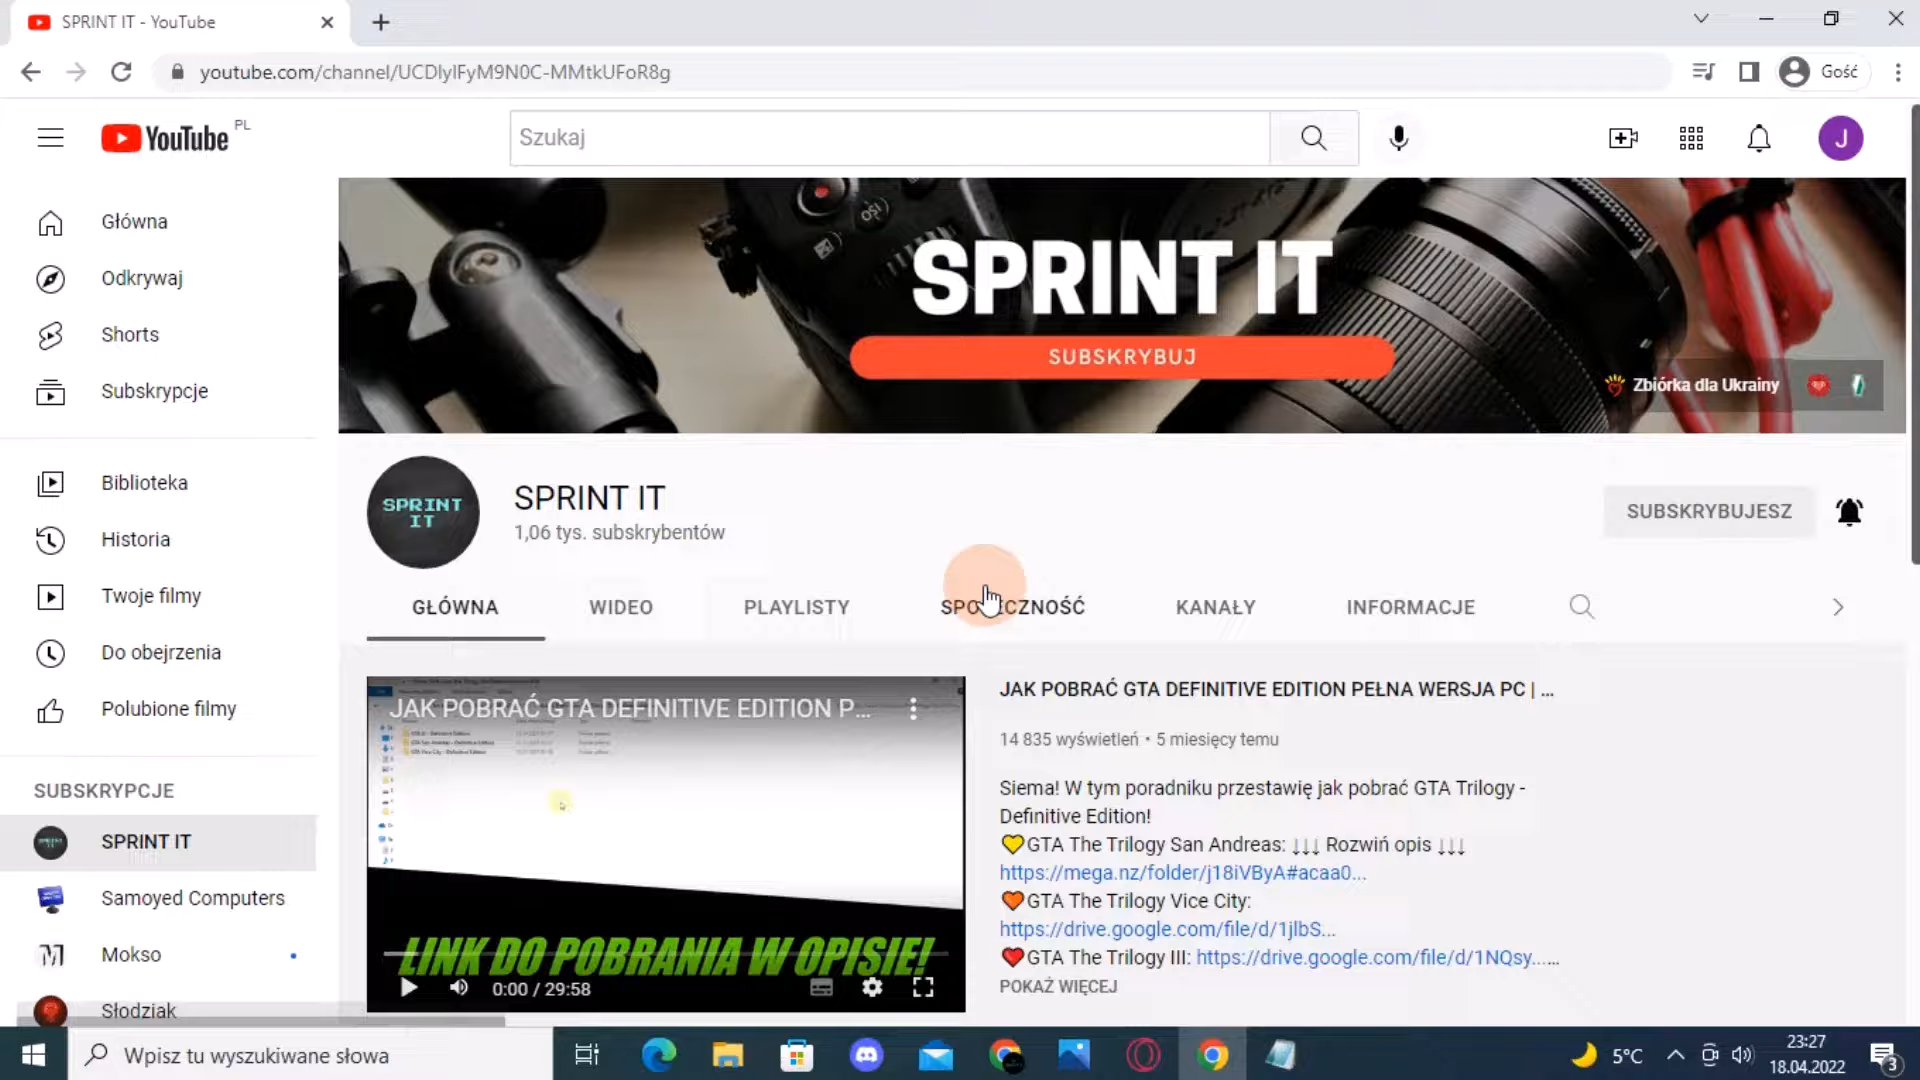 SPRINT IT - YouTube
youtube.com/channel/UCDlylFyM9N0C-MMtkUFoR8g
Gość
YouTube PL
Szukaj
J
Główna
Odkrywaj
Shorts
Subskrypcje
Biblioteka
Historia
Twoje filmy
Do obejrzenia
Polubione filmy
SUBSKRYPCJE
SPRINT IT
Samoyed Computers
Mokso
Słodziak
SPRINT IT
SUBSKRYBUJ
Zbiórka dla Ukrainy
SPRINT
IT
SPRINT IT
1,06 tys. subskrybentów
SUBSKRYBUJESZ
GŁÓWNA
WIDEO
PLAYLISTY
SPOŁECZNOŚĆ
KANAŁY
INFORMACJE
JAK POBRAĆ GTA DEFINITIVE EDITION P...
LINK DO POBRANIA W OPISIE!
0:00 / 29:58
JAK POBRAĆ GTA DEFINITIVE EDITION PEŁNA WERSJA PC | ...
14 835 wyświetleń • 5 miesięcy temu
Siema! W tym poradniku przestawię jak pobrać GTA Trilogy -
Definitive Edition!
💛GTA The Trilogy San Andreas: ↓↓↓ Rozwiń opis ↓↓↓
https://mega.nz/folder/j18iVByA#acaa0...
🧡GTA The Trilogy Vice City:
https://drive.google.com/file/d/1jlbS...
❤️GTA The Trilogy III: https://drive.google.com/file/d/1NQsy......
POKAŻ WIĘCEJ
Wpisz tu wyszukiwane słowa
5°C
23:27
18.04.2022
3